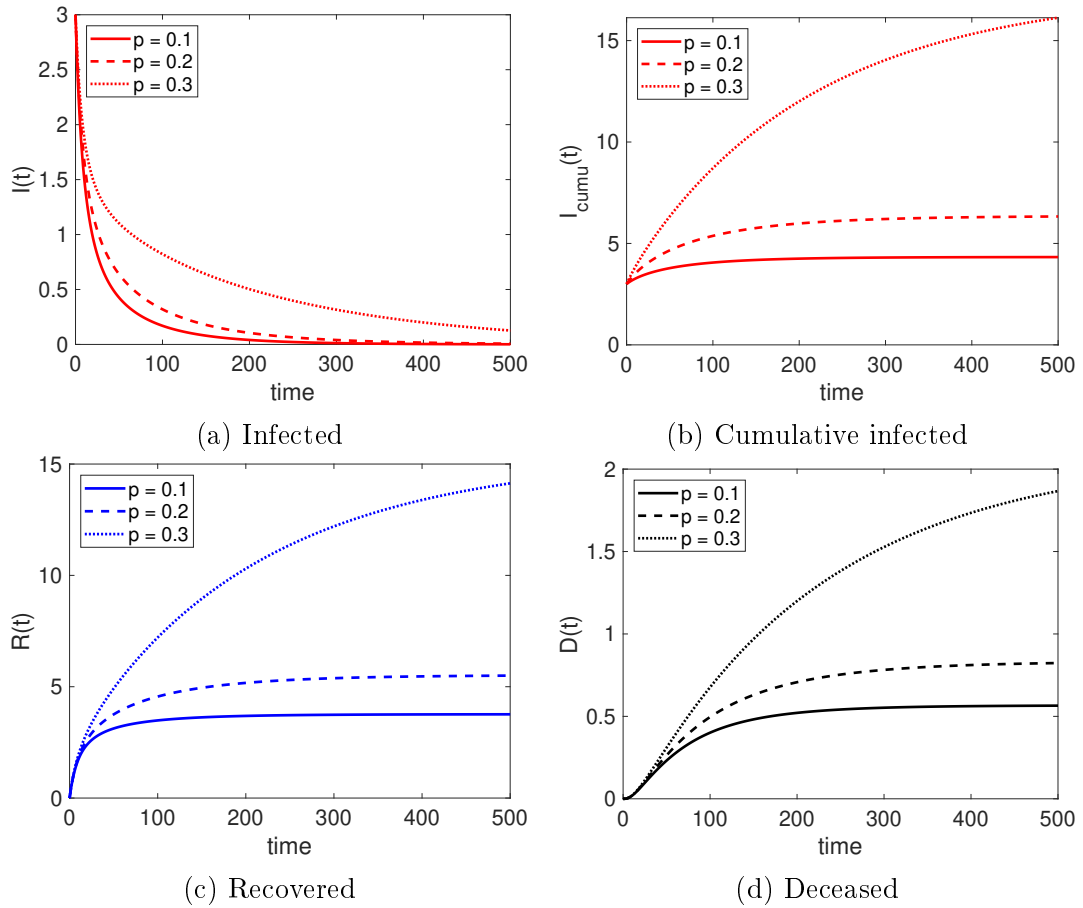 3
2.5
2
1.5
1
0.5
0
I(t)
p = 0.1
p = 0.2
p = 0.3
0 100 200 300 400 500
time
(a) Infected
15
10
5
0
I_cumu(t)
p = 0.1
p = 0.2
p = 0.3
0 100 200 300 400 500
time
(b) Cumulative infected
15
10
5
0
R(t)
p = 0.1
p = 0.2
p = 0.3
0 100 200 300 400 500
time
(c) Recovered
2
1.5
1
0.5
0
D(t)
p = 0.1
p = 0.2
p = 0.3
0 100 200 300 400 500
time
(d) Deceased